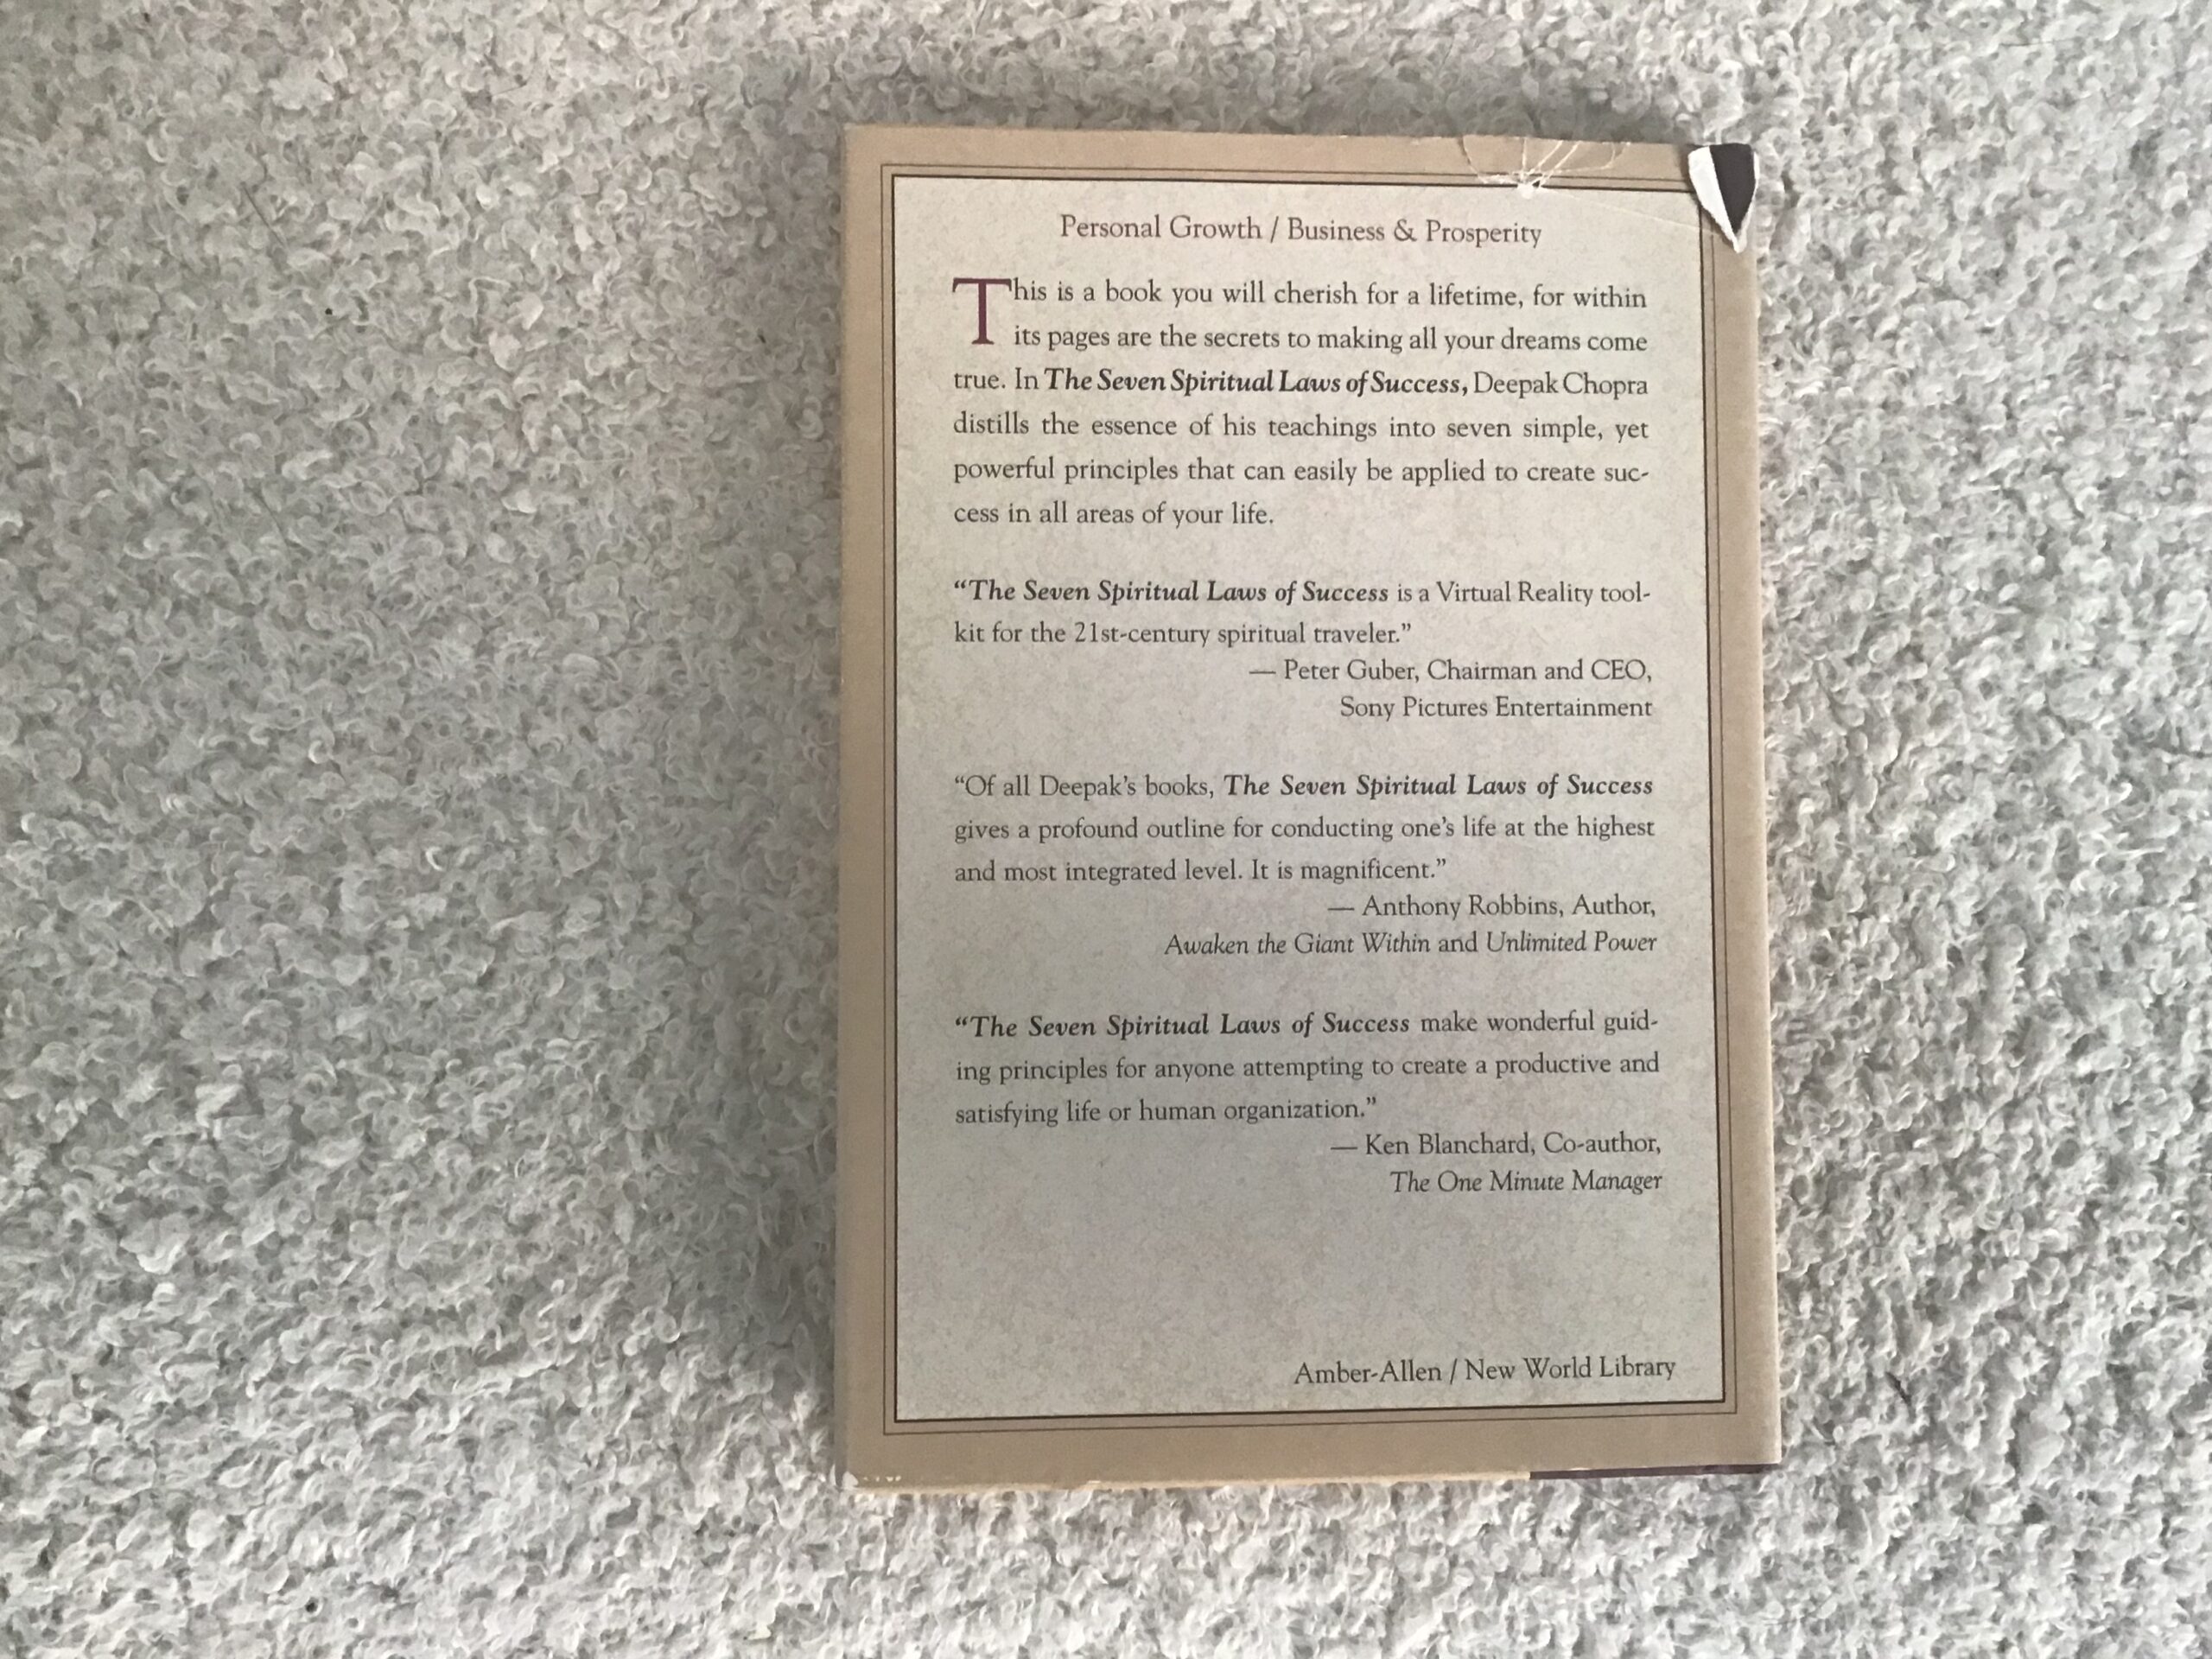 Personal Growth / Business & Prosperity
This is a book you will cherish for a lifetime, for within
its pages are the secrets to making all your dreams come
true. In The Seven Spiritual Laws of Success, Deepak Chopra
distills the essence of his teachings into seven simple, yet
powerful principles that can easily be applied to create suc-
cess in all areas of your life.
“The Seven Spiritual Laws of Success is a Virtual Reality tool-
kit for the 21st-century spiritual traveler.”
— Peter Guber, Chairman and CEO,
Sony Pictures Entertainment
“Of all Deepak’s books, The Seven Spiritual Laws of Success
gives a profound outline for conducting one’s life at the highest
and most integrated level. It is magnificent.”
— Anthony Robbins, Author,
Awaken the Giant Within and Unlimited Power
“The Seven Spiritual Laws of Success make wonderful guid-
ing principles for anyone attempting to create a productive and
satisfying life or human organization.”
— Ken Blanchard, Co-author,
The One Minute Manager
Amber-Allen / New World Library